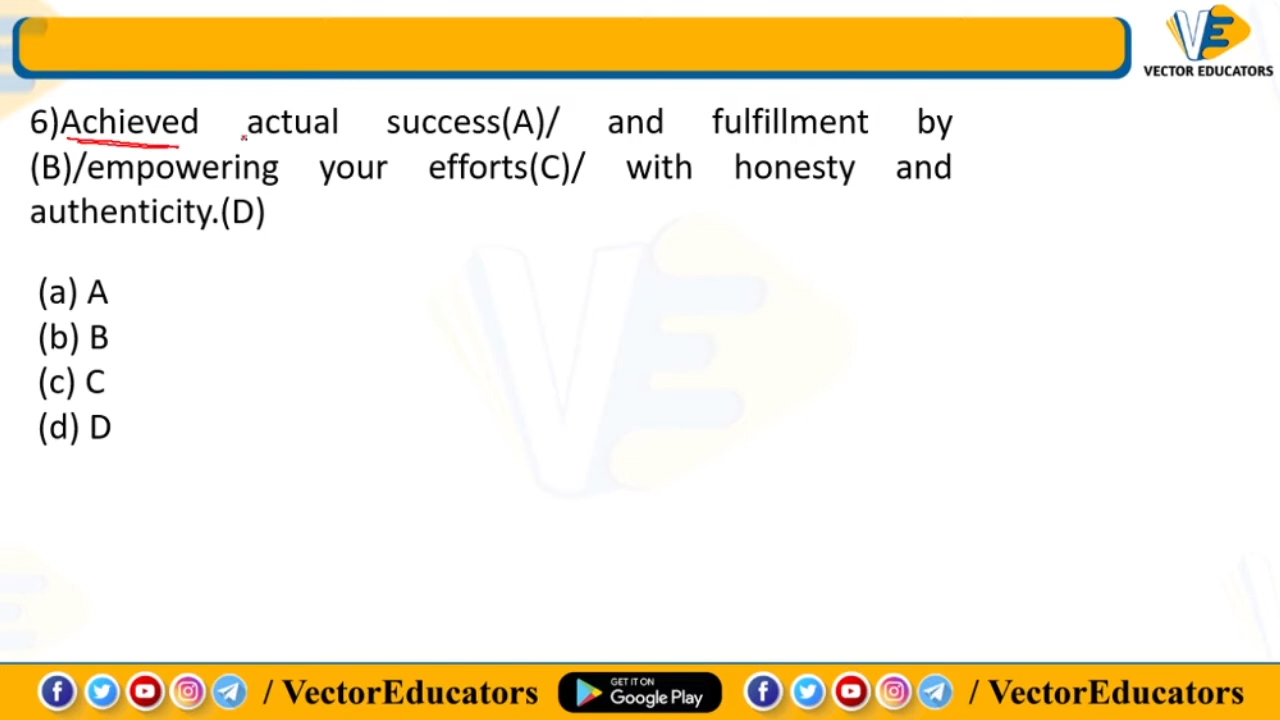 VECTOR EDUCATORS
6)Achieved actual success(A)/ and fulfillment by
(B)/empowering your efforts(C)/ with honesty and
authenticity.(D)
(a) A
(b) B
(c) C
(d) D
/ VectorEducators GET IT ON Google Play / VectorEducators